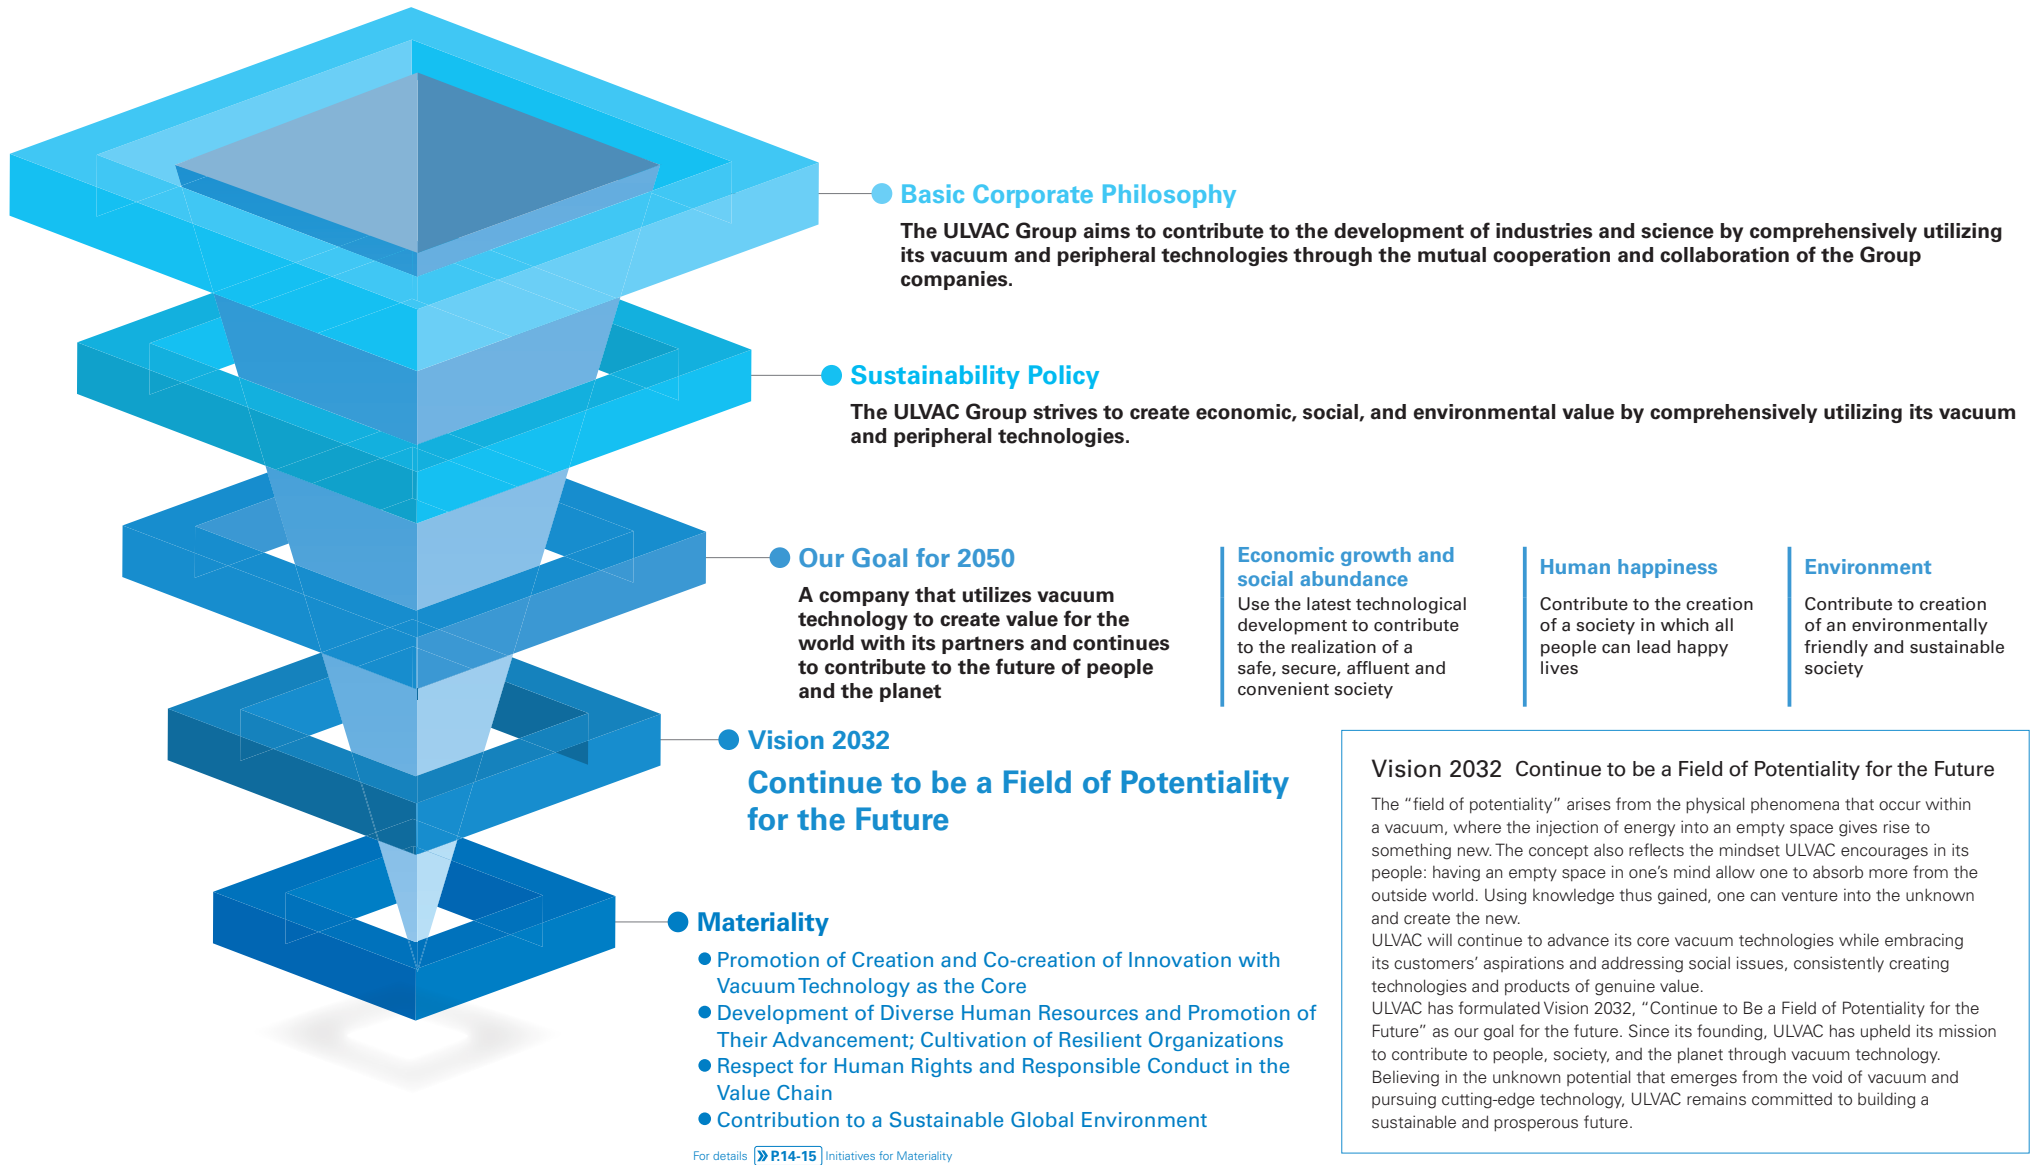 Basic Corporate Philosophy
The ULVAC Group aims to contribute to the development of industries and science by comprehensively utilizing
its vacuum and peripheral technologies through the mutual cooperation and collaboration of the Group
companies.
Sustainability Policy
The ULVAC Group strives to create economic, social, and environmental value by comprehensively utilizing its vacuum
and peripheral technologies.
Our Goal for 2050
A company that utilizes vacuum
technology to create value for the
world with its partners and continues
to contribute to the future of people
and the planet
Economic growth and
social abundance
Use the latest technological
development to contribute
to the realization of a
safe, secure, affluent and
convenient society
Human happiness
Contribute to the creation
of a society in which all
people can lead happy
lives
Environment
Contribute to creation
of an environmentally
friendly and sustainable
society
Vision 2032
Continue to be a Field of Potentiality
for the Future
Materiality
● Promotion of Creation and Co-creation of Innovation with
Vacuum Technology as the Core
● Development of Diverse Human Resources and Promotion of
Their Advancement; Cultivation of Resilient Organizations
● Respect for Human Rights and Responsible Conduct in the
Value Chain
● Contribution to a Sustainable Global Environment
For details » P.14-15 Initiatives for Materiality
Vision 2032 Continue to be a Field of Potentiality for the Future
The “field of potentiality” arises from the physical phenomena that occur within
a vacuum, where the injection of energy into an empty space gives rise to
something new. The concept also reflects the mindset ULVAC encourages in its
people: having an empty space in one’s mind allow one to absorb more from the
outside world. Using knowledge thus gained, one can venture into the unknown
and create the new.
ULVAC will continue to advance its core vacuum technologies while embracing
its customers’ aspirations and addressing social issues, consistently creating
technologies and products of genuine value.
ULVAC has formulated Vision 2032, “Continue to Be a Field of Potentiality for the
Future” as our goal for the future. Since its founding, ULVAC has upheld its mission
to contribute to people, society, and the planet through vacuum technology.
Believing in the unknown potential that emerges from the void of vacuum and
pursuing cutting-edge technology, ULVAC remains committed to building a
sustainable and prosperous future.